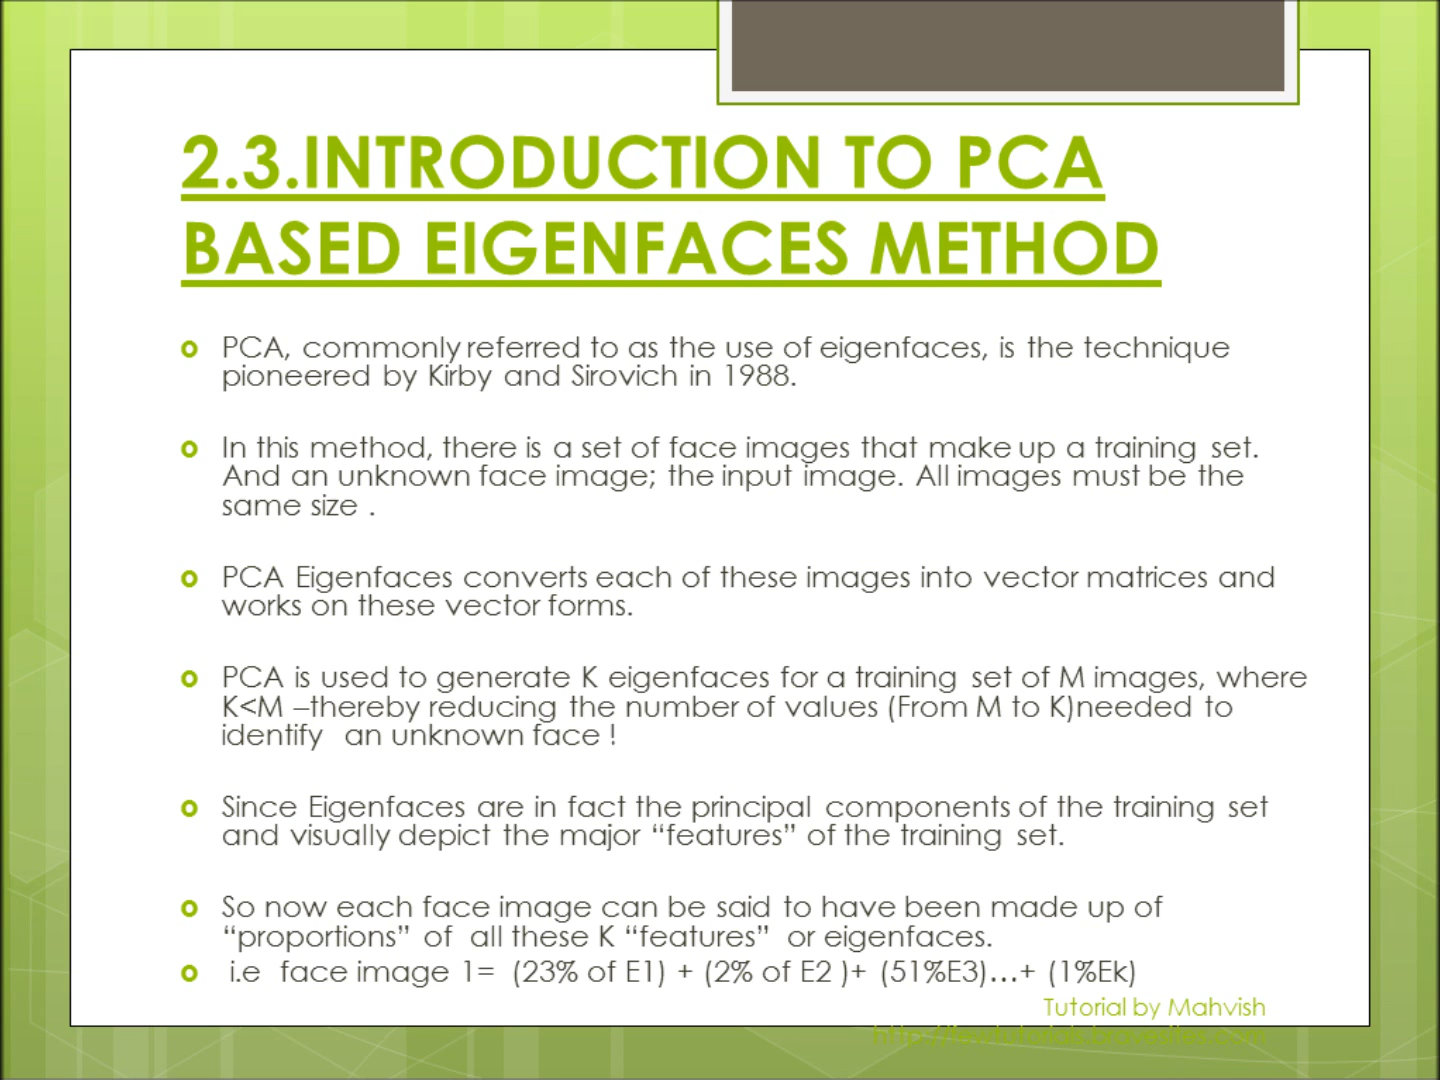 2.3.INTRODUCTION TO PCA
BASED EIGENFACES METHOD
PCA, commonly referred to as the use of eigenfaces, is the technique
pioneered by Kirby and Sirovich in 1988.
In this method, there is a set of face images that make up a training set.
And an unknown face image; the input image. All images must be the
same size .
PCA Eigenfaces converts each of these images into vector matrices and
works on these vector forms.
PCA is used to generate K eigenfaces for a training set of M images, where
K<M –thereby reducing the number of values (From M to K)needed to
identify an unknown face !
Since Eigenfaces are in fact the principal components of the training set
and visually depict the major “features” of the training set.
So now each face image can be said to have been made up of
“proportions” of all these K “features” or eigenfaces.
i.e face image 1= (23% of E1) + (2% of E2 )+ (51%E3)...+ (1%Ek)
Tutorial by Mahvish